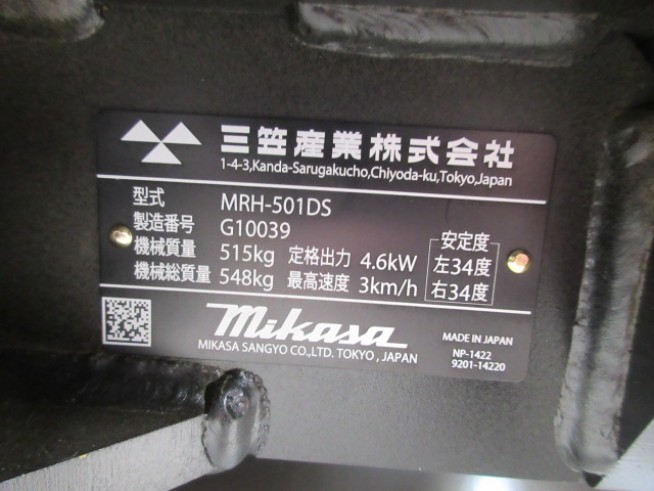 三笠産業株式会社
1-4-3,Kanda-Sarugakucho,Chiyoda-ku,Tokyo,Japan
型式 MRH-501DS
製造番号 G10039
機械質量 515kg 定格出力 4.6kW
機械総質量 548kg 最高速度 3km/h
安定度
左34度
右34度
Mikasa
MIKASA SANGYO CO.,LTD. TOKYO, JAPAN
MADE IN JAPAN
NP-1422
9201-14220